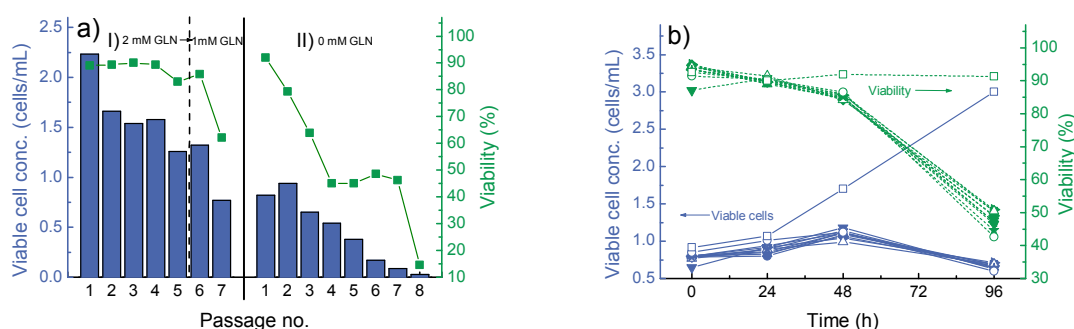 a)
I) 2 mM GLN 1mM GLN
II) 0 mM GLN
Viable cell conc. (cells/mL)
2.5
2.0
1.5
1.0
0.5
0.0
100
90
80
70
60
50
40
30
20
10
Viability (%)
1 2 3 4 5 6 7 1 2 3 4 5 6 7 8
Passage no.
b)
Viable cell conc. (cells/mL)
3.5
3.0
2.5
2.0
1.5
1.0
0.5
Viability
Viable cells
100
90
80
70
60
50
40
30
Viability (%)
0 24 48 72 96
Time (h)